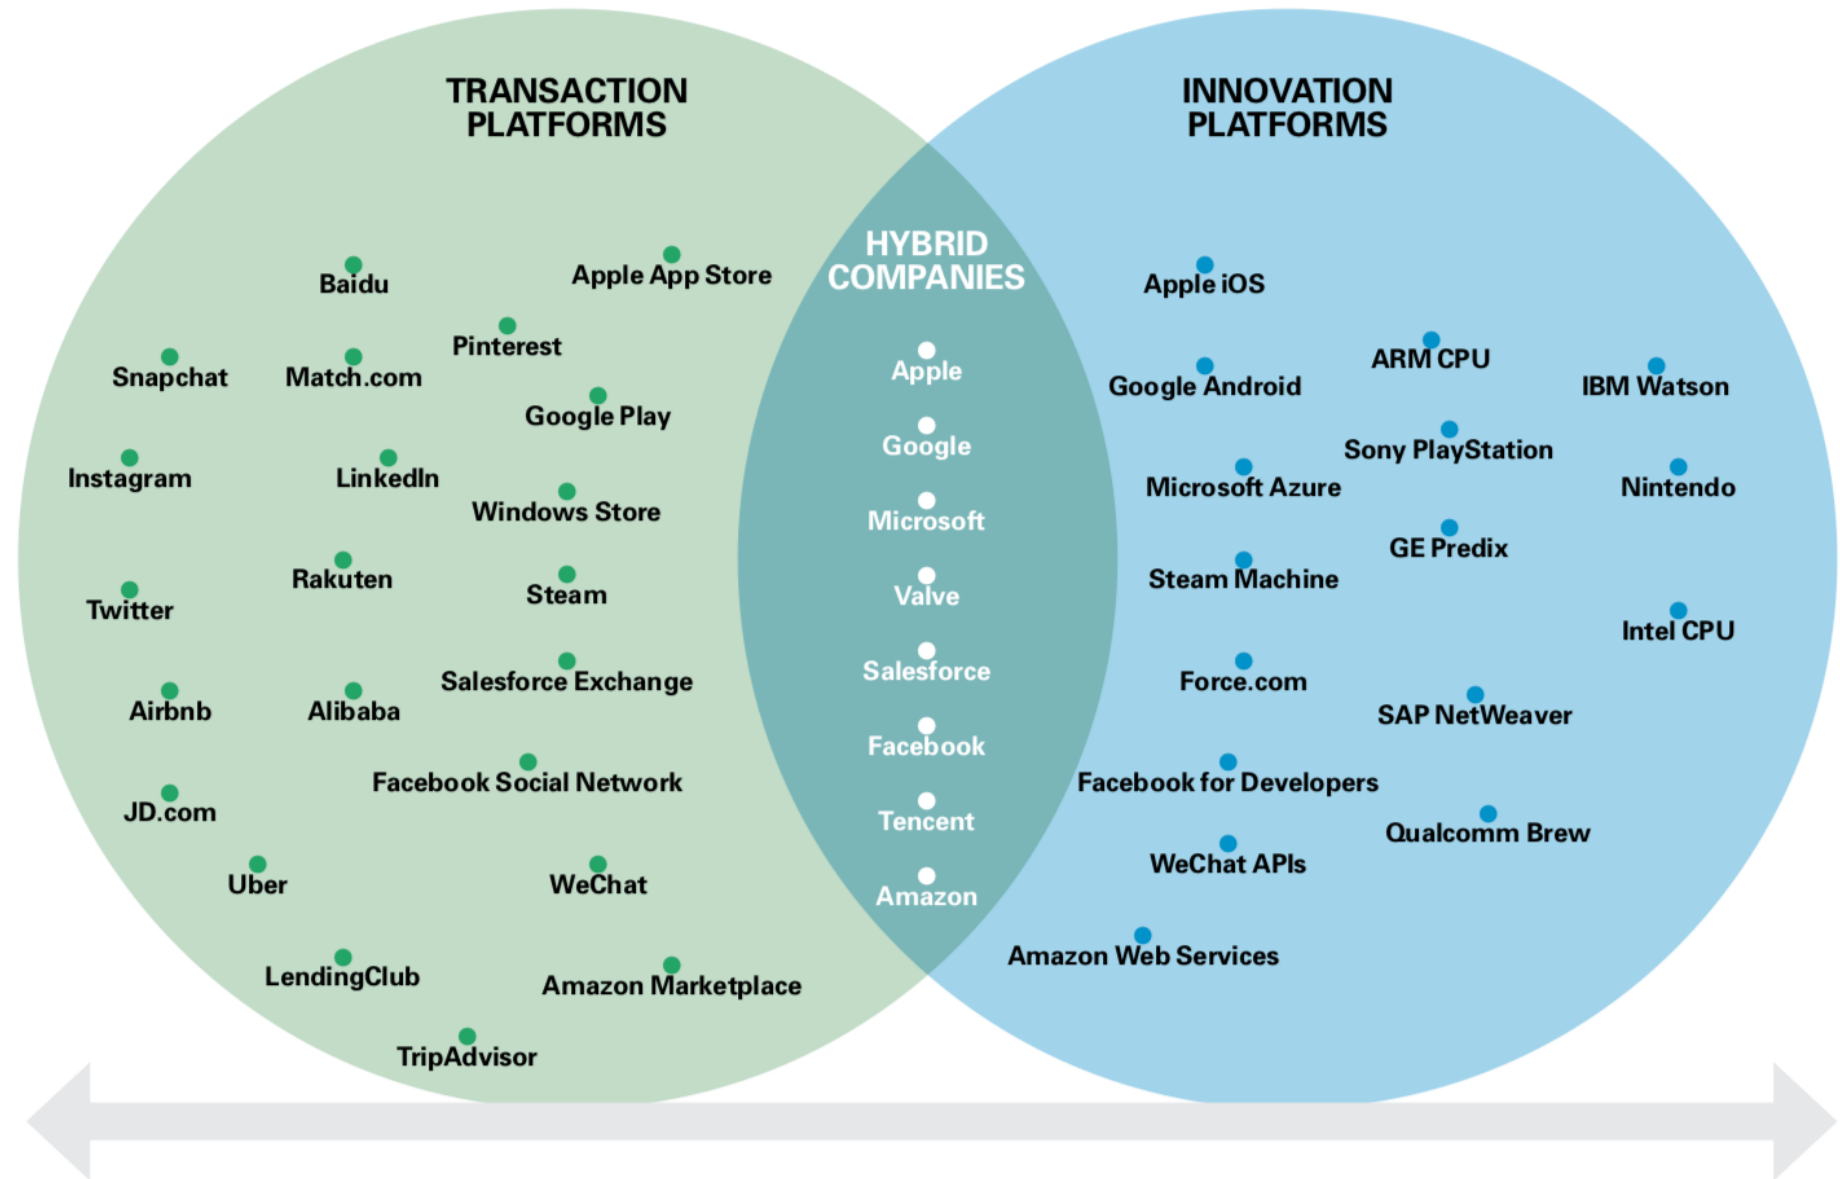 TRANSACTION
PLATFORMS
Baidu
Apple App Store
Pinterest
Snapchat
Match.com
Google Play
Instagram
LinkedIn
Windows Store
Rakuten
Steam
Twitter
Salesforce Exchange
Airbnb
Alibaba
Facebook Social Network
JD.com
Uber
WeChat
LendingClub
Amazon Marketplace
TripAdvisor
HYBRID
COMPANIES
Apple
Google
Microsoft
Valve
Salesforce
Facebook
Tencent
Amazon
INNOVATION
PLATFORMS
Apple iOS
ARM CPU
Google Android
IBM Watson
Sony PlayStation
Microsoft Azure
Nintendo
GE Predix
Steam Machine
Intel CPU
Force.com
SAP NetWeaver
Facebook for Developers
Qualcomm Brew
WeChat APIs
Amazon Web Services